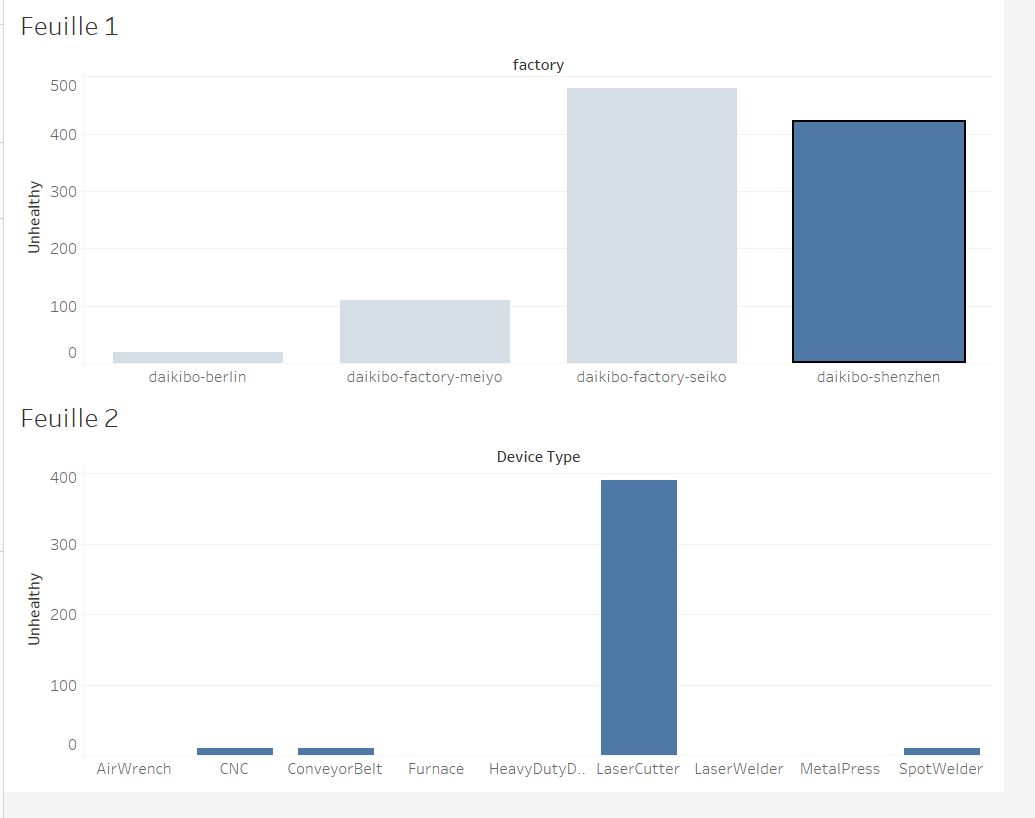 Feuille 1
factory
500
400
300
200
100
0
Unhealthy
daikibo-berlin daikibo-factory-meiyo daikibo-factory-seiko daikibo-shenzhen
Feuille 2
Device Type
400
300
200
100
0
Unhealthy
AirWrench CNC ConveyorBelt Furnace HeavyDutyD.. LaserCutter LaserWelder MetalPress SpotWelder